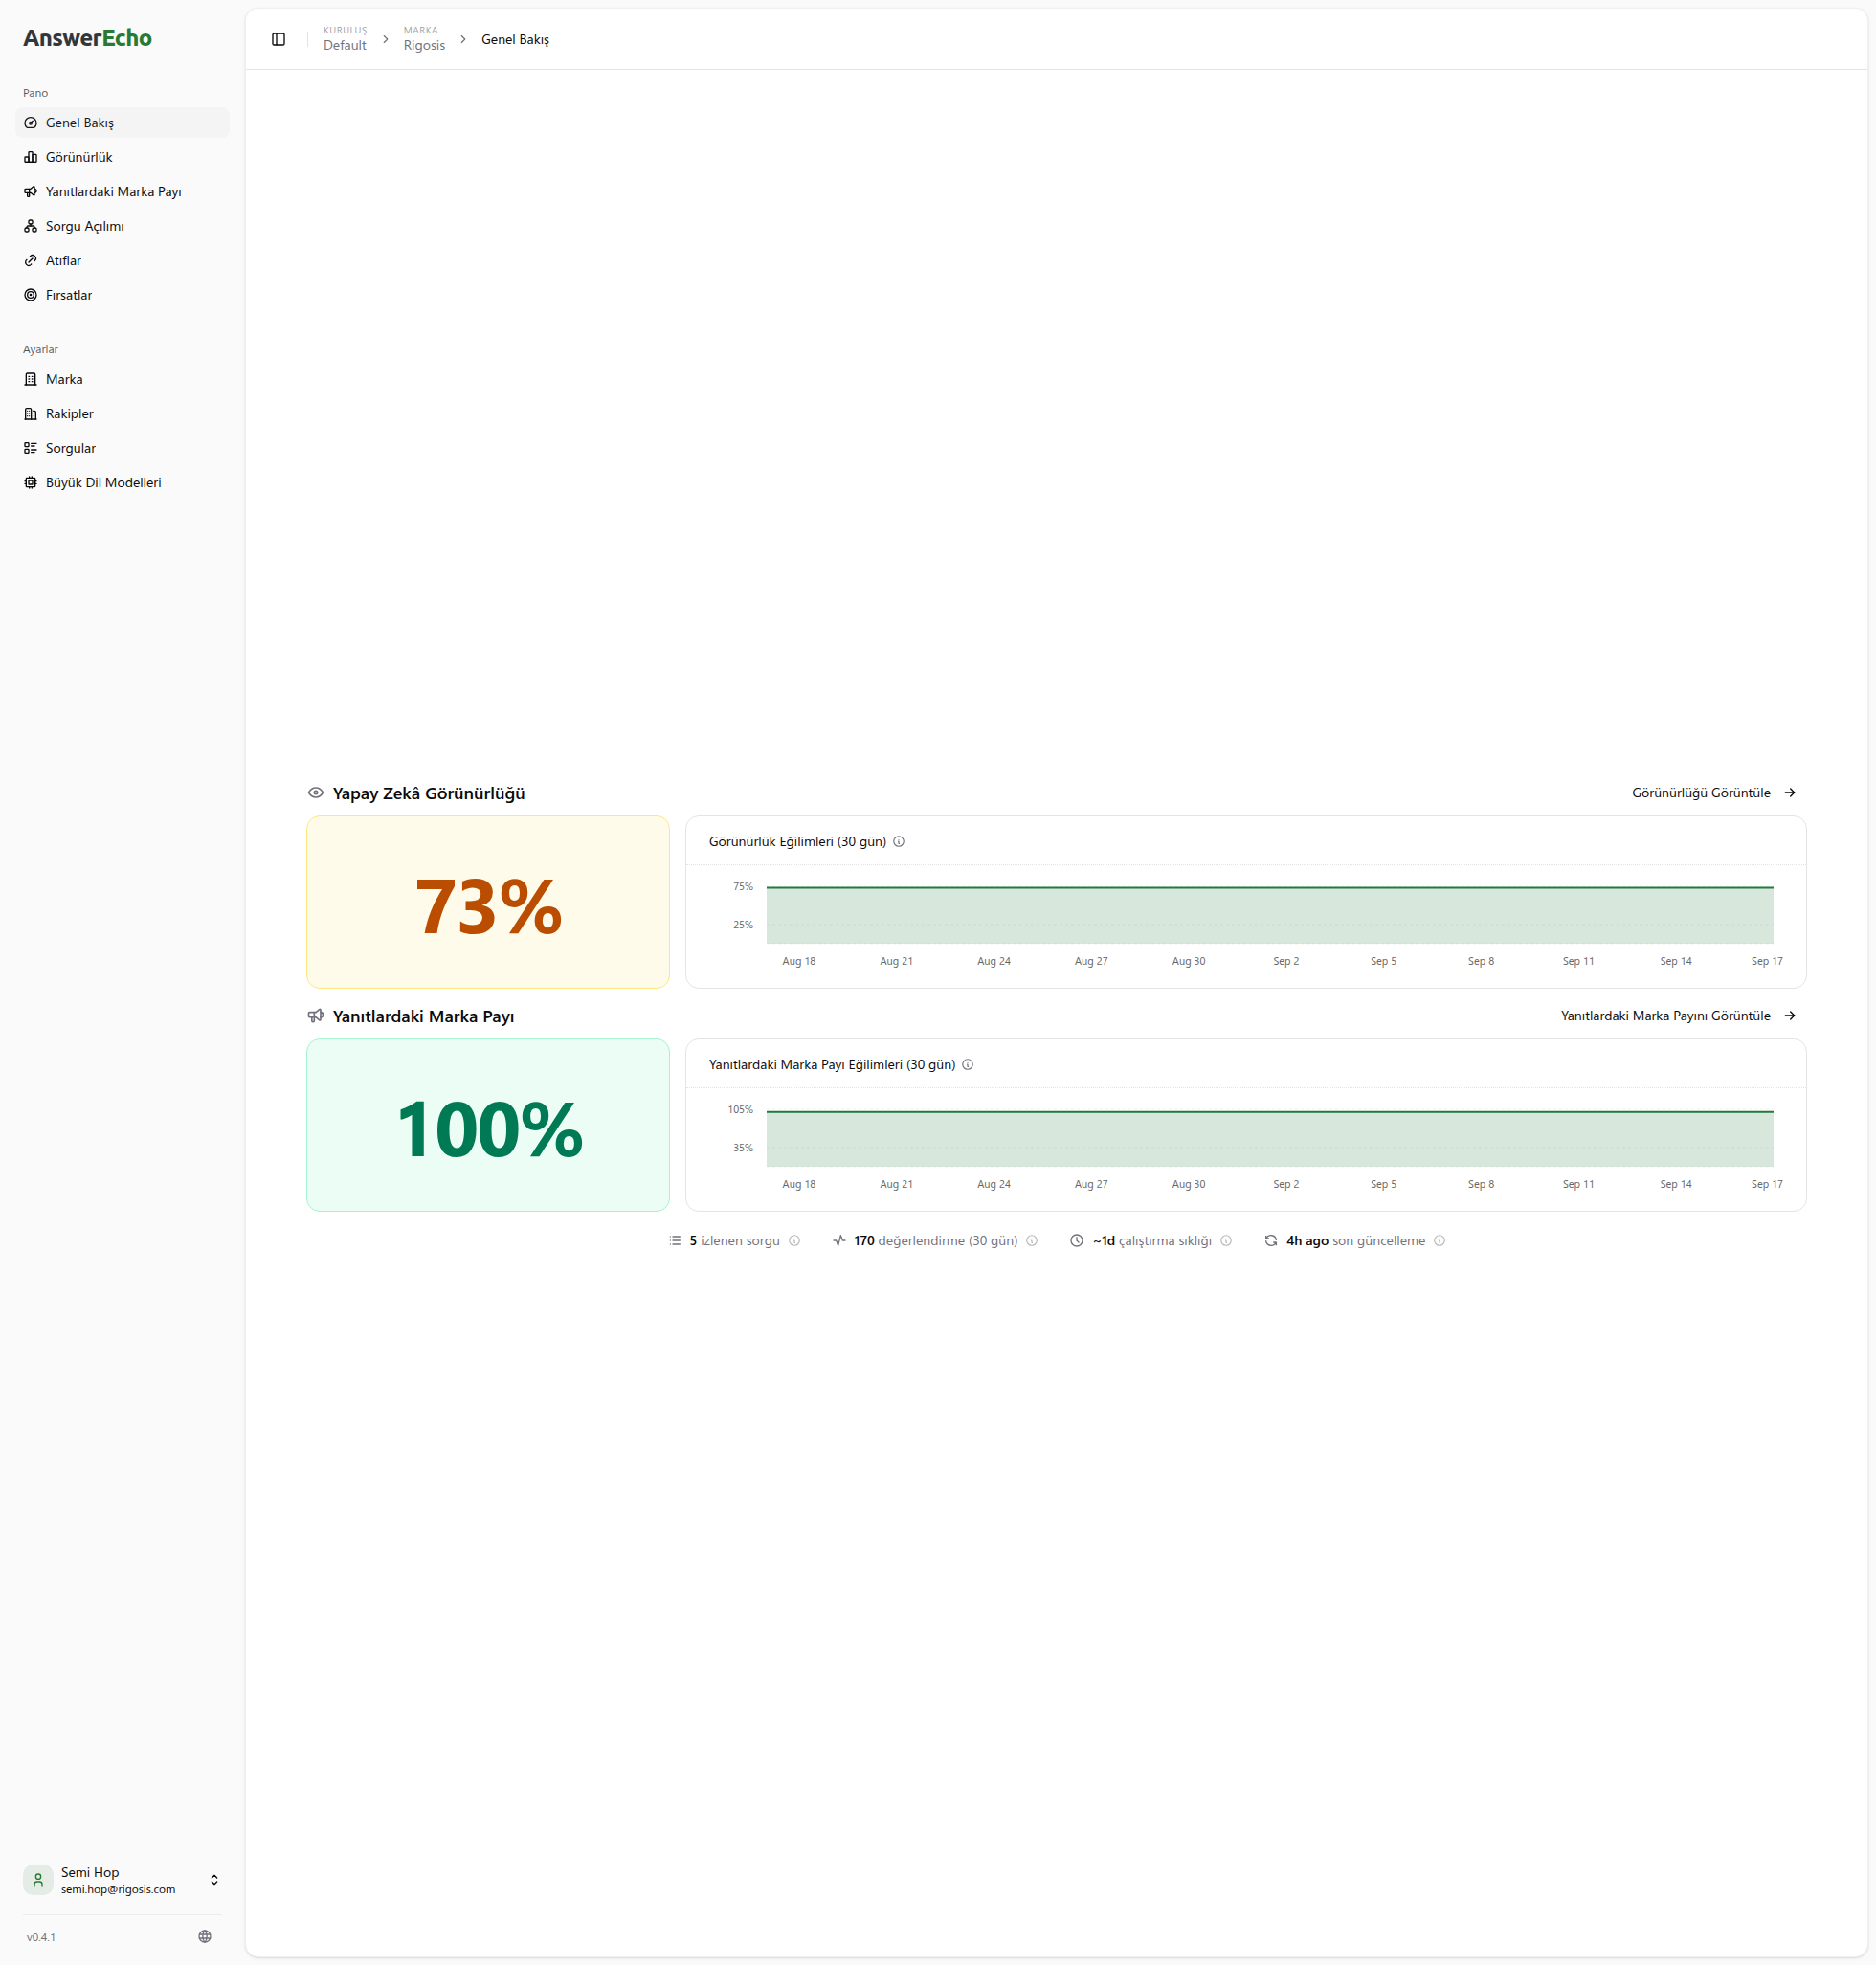 AnswerEcho
Pano
Genel Bakış
Görünürlük
Yanıtlardaki Marka Payı
Sorgu Açılımı
Atıflar
Fırsatlar
Ayarlar
Marka
Rakipler
Sorgular
Büyük Dil Modelleri
Semi Hop
semi.hop@rigosis.com
v0.4.1
KURULUŞ
Default
MARKA
Rigosis
Genel Bakış
Yapay Zekâ Görünürlüğü
Görünürlüğü Görüntüle
73%
Görünürlük Eğilimleri (30 gün)
75%
25%
Aug 18 Aug 21 Aug 24 Aug 27 Aug 30 Sep 2 Sep 5 Sep 8 Sep 11 Sep 14 Sep 17
Yanıtlardaki Marka Payı
Yanıtlardaki Marka Payını Görüntüle
100%
Yanıtlardaki Marka Payı Eğilimleri (30 gün)
105%
35%
Aug 18 Aug 21 Aug 24 Aug 27 Aug 30 Sep 2 Sep 5 Sep 8 Sep 11 Sep 14 Sep 17
5 izlenen sorgu 170 değerlendirme (30 gün) ~1d çalıştırma sıklığı 4h ago son güncelleme